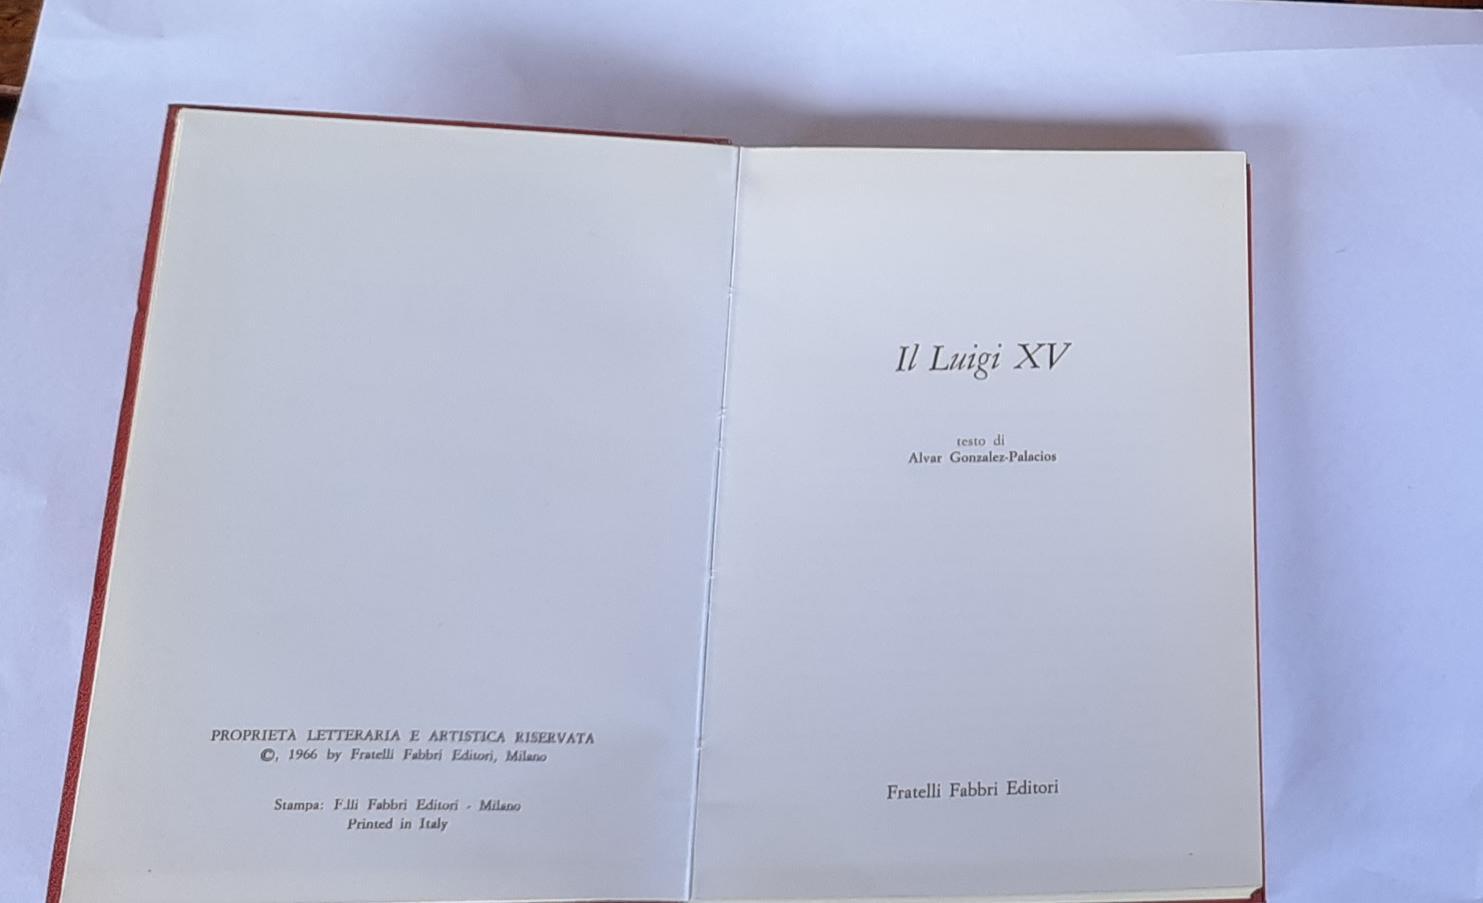 PROPRIETÀ LETTERARIA E ARTISTICA RISERVATA
©, 1966 by Fratelli Fabbri Editori, Milano
Stampa: F.lli Fabbri Editori - Milano
Printed in Italy
Il Luigi XV
testo di
Alvar Gonzalez-Palacios
Fratelli Fabbri Editori